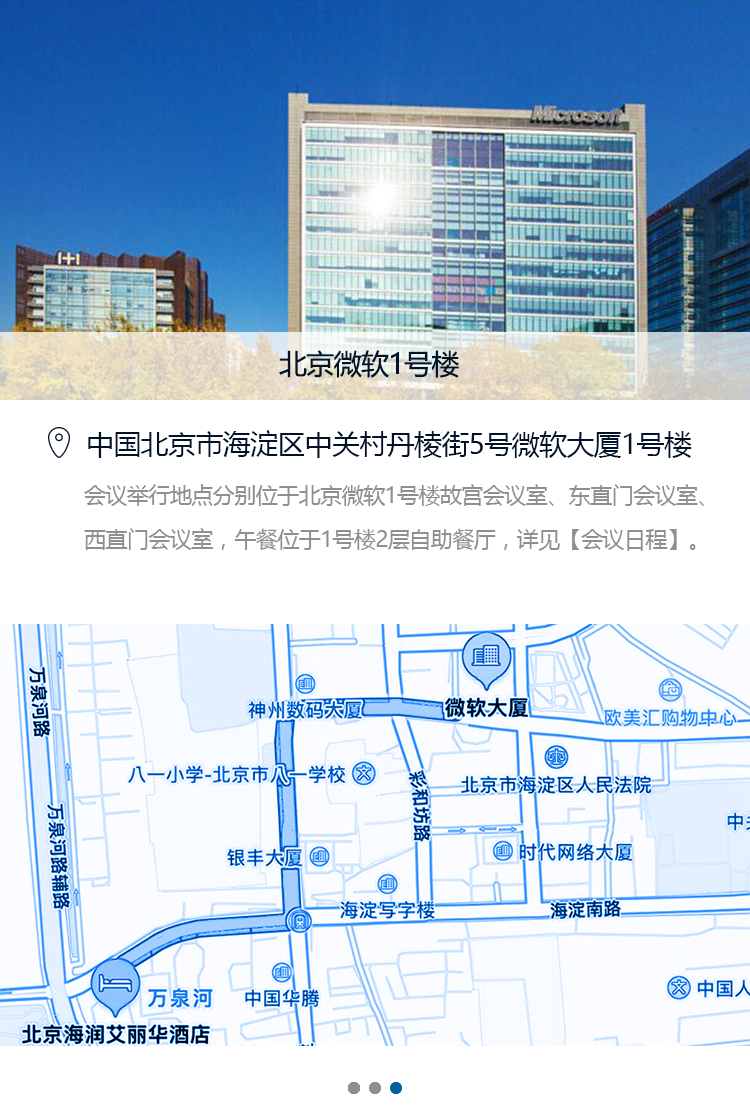 Microsoft
北京微软1号楼
中国北京市海淀区中关村丹棱街5号微软大厦1号楼
会议举行地点分别位于北京微软1号楼故宫会议室、东直门会议室、
西直门会议室，午餐位于1号楼2层自助餐厅，详见【会议日程】。
万泉河路
神州数码大厦
微软大厦
欧美汇购物中心
八一小学-北京市八一学校
彩和坊路
北京市海淀区人民法院
万泉河路辅路
中关
银丰大厦
时代网络大厦
海淀写字楼
海淀南路
万泉河
中国华腾
中国人
北京海润艾丽华酒店